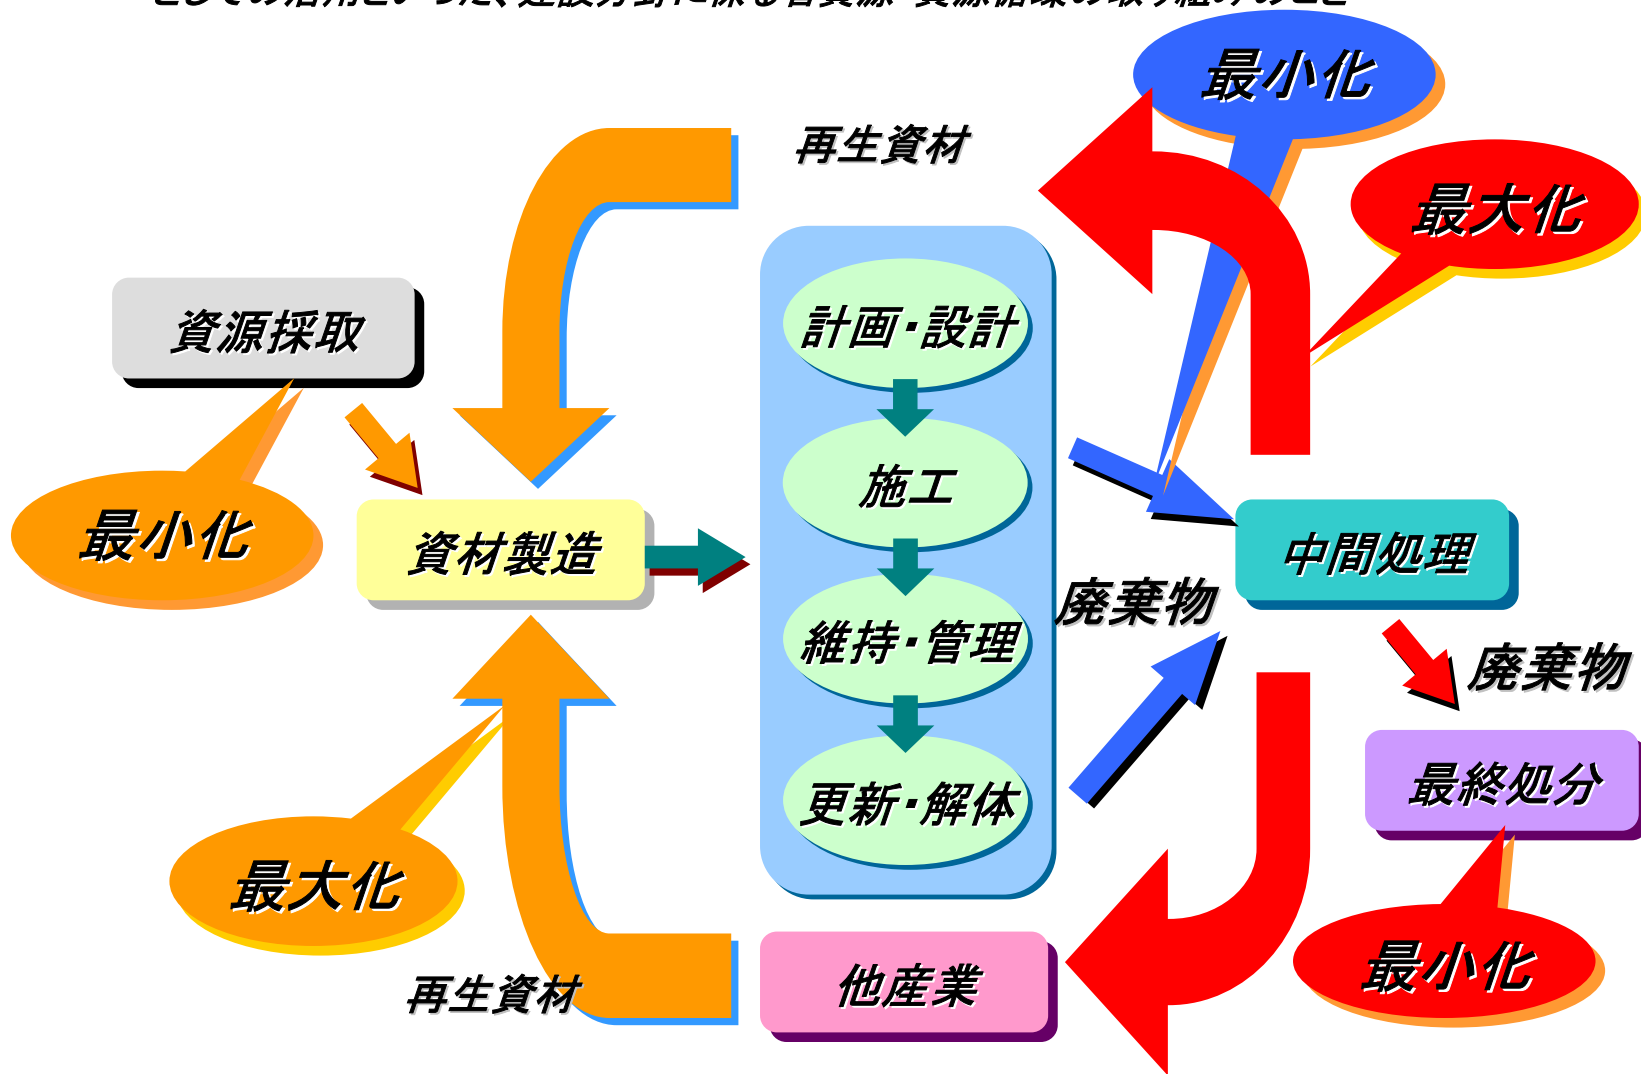 最小化
再生資材
最大化
計画・設計
資源採取
施工
最小化
資材製造
中間処理
廃棄物
維持・管理
廃棄物
最終処分
更新・解体
最大化
最小化
再生資材
他産業